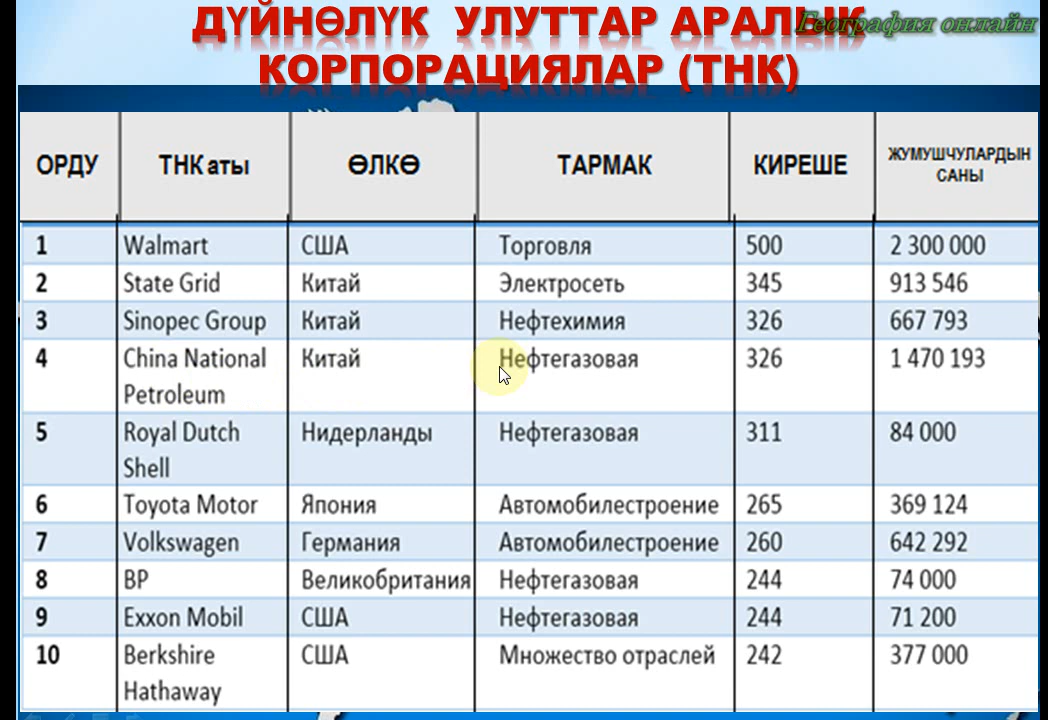 ДҮЙНӨЛҮК УЛУТТАР АРАЛЫК
География онлайн
КОРПОРАЦИЯЛАР (ТНК)
ОРДУ ТНК аты ӨЛКӨ ТАРМАК КИРЕШЕ ЖУМУШЧУЛАРДЫН
САНЫ
1 Walmart США Торговля 500 2 300 000
2 State Grid Китай Электросеть 345 913 546
3 Sinopec Group Китай Нефтехимия 326 667 793
4 China National Китай Нефтегазовая 326 1 470 193
Petroleum
5 Royal Dutch Нидерланды Нефтегазовая 311 84 000
Shell
6 Toyota Motor Япония Автомобилестроение 265 369 124
7 Volkswagen Германия Автомобилестроение 260 642 292
8 BP Великобритания Нефтегазовая 244 74 000
9 Exxon Mobil США Нефтегазовая 244 71 200
10 Berkshire США Множество отраслей 242 377 000
Hathaway